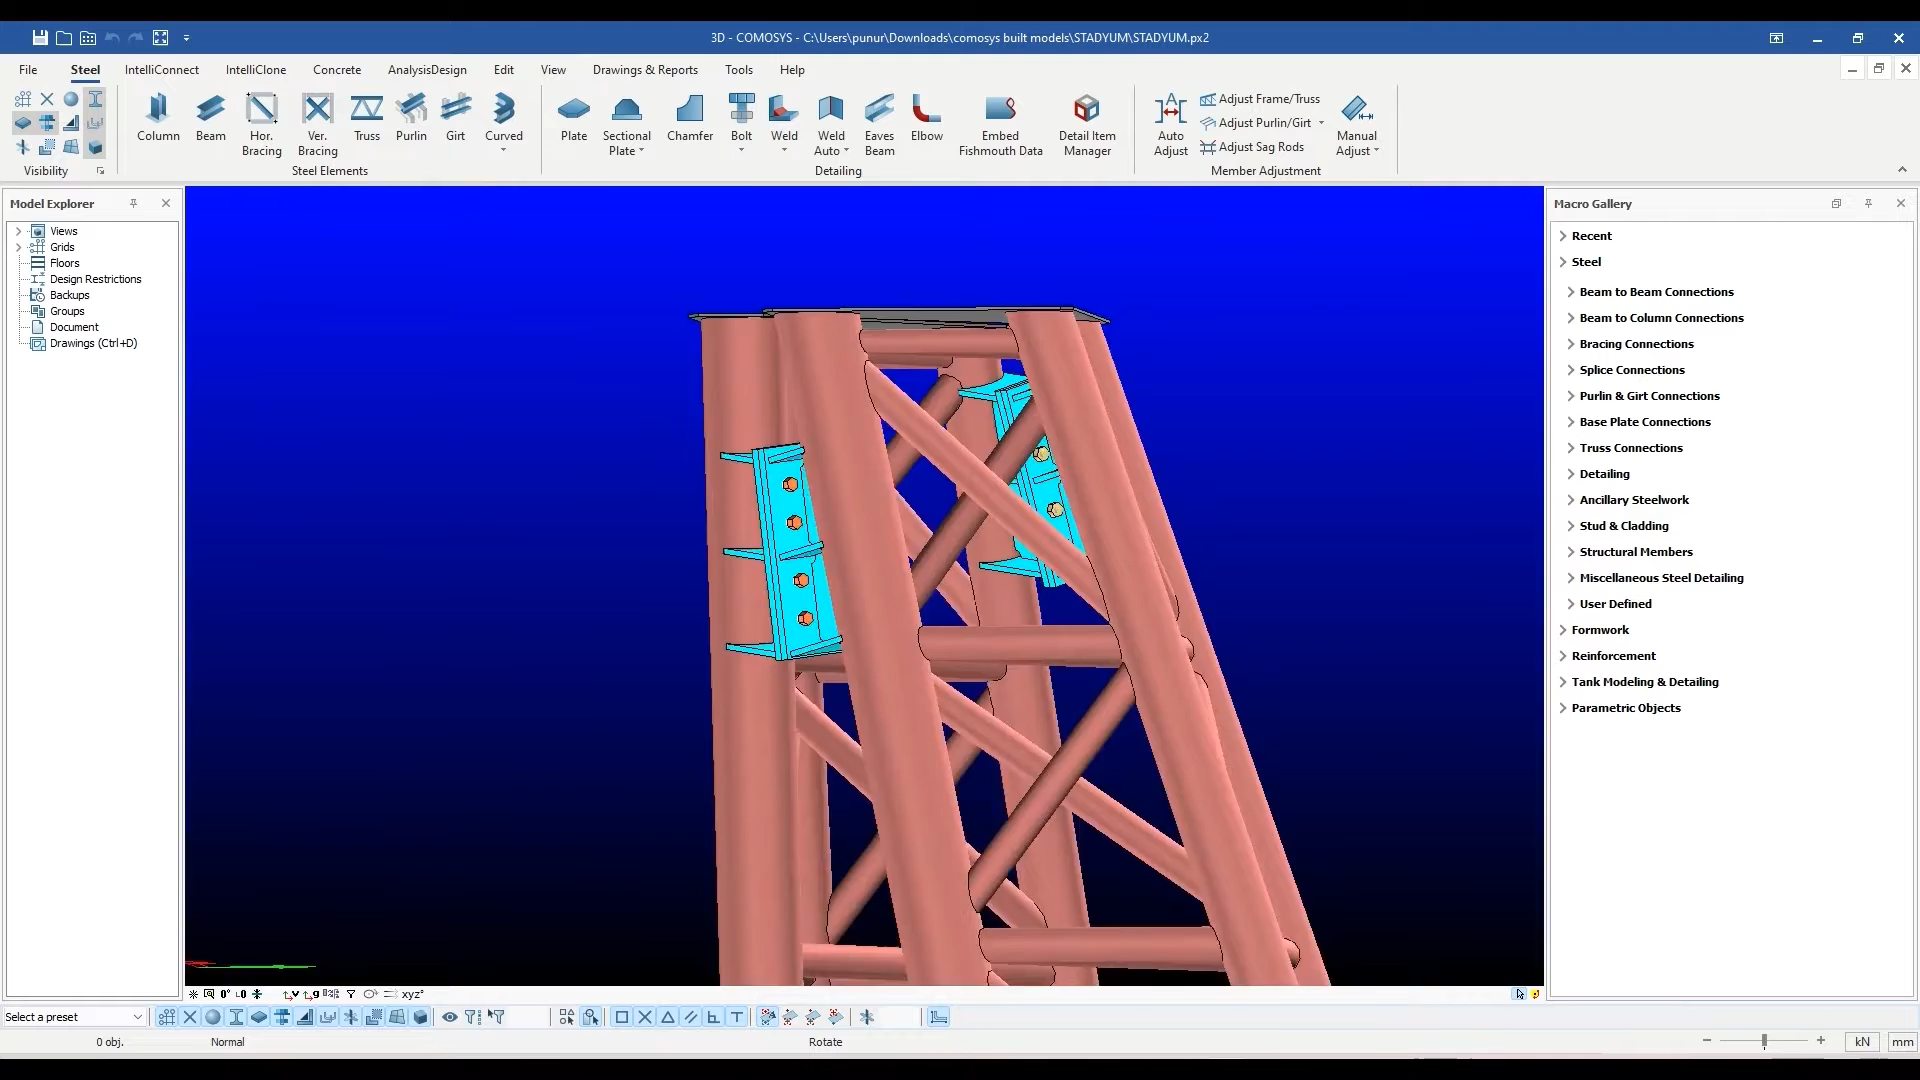 3D - COMOSYS - C:\Users\punur\Downloads\comosys built models\STADYUM\STADYUM.px2
File Steel IntelliConnect IntelliClone Concrete AnalysisDesign Edit View Drawings & Reports Tools Help
Column
Beam
Hor. Bracing
Ver. Bracing
Truss
Purlin
Girt
Curved
Plate
Sectional Plate
Chamfer
Bolt
Weld
Weld Auto
Eaves Beam
Elbow
Embed Fishmouth Data
Detail Item Manager
Auto Adjust
Adjust Frame/Truss
Adjust Purlin/Girt
Adjust Sag Rods
Manual Adjust
Visibility
Steel Elements
Detailing
Member Adjustment
Model Explorer
Views
Grids
Floors
Design Restrictions
Backups
Groups
Document
Drawings (Ctrl+D)
Macro Gallery
Recent
Steel
Beam to Beam Connections
Beam to Column Connections
Bracing Connections
Splice Connections
Purlin & Girt Connections
Base Plate Connections
Truss Connections
Detailing
Ancillary Steelwork
Stud & Cladding
Structural Members
Miscellaneous Steel Detailing
User Defined
Formwork
Reinforcement
Tank Modeling & Detailing
Parametric Objects
xyz°
Select a preset
0 obj.
Normal
Rotate
kN
mm